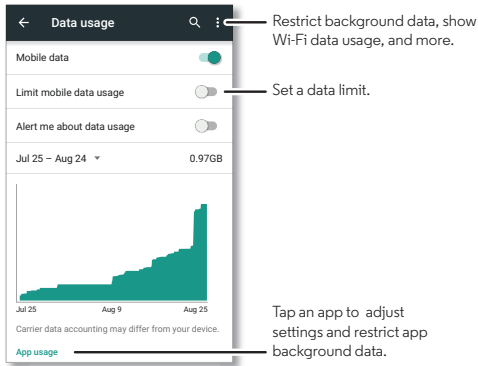 Data usage
Restrict background data, show
Wi-Fi data usage, and more.
Mobile data
Limit mobile data usage
Set a data limit.
Alert me about data usage
Jul 25 – Aug 24
0.97GB
Jul 25
Aug 9
Aug 25
Carrier data accounting may differ from your device.
App usage
Tap an app to adjust
settings and restrict app
background data.